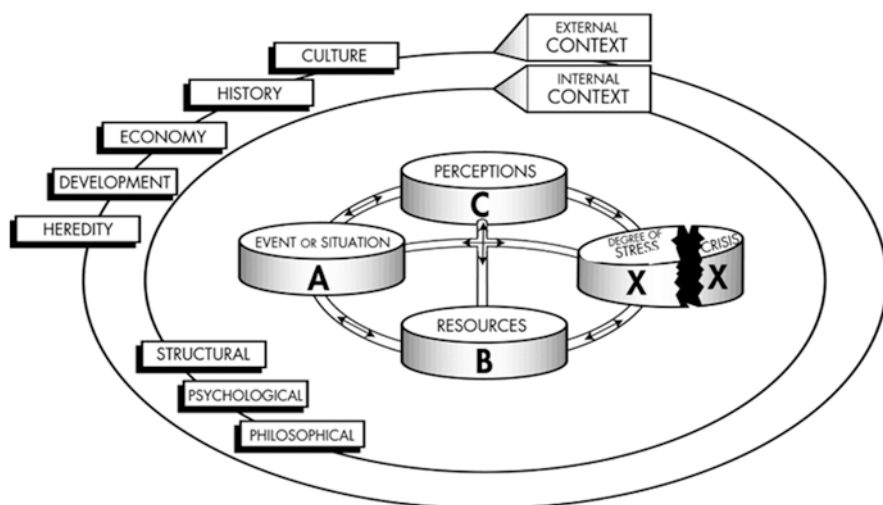 EXTERNAL
CONTEXT
INTERNAL
CONTEXT
CULTURE
HISTORY
ECONOMY
DEVELOPMENT
HEREDITY
PERCEPTIONS
C
EVENT OR SITUATION
A
DEGREE OF
STRESS
X
CRISIS
X
RESOURCES
B
STRUCTURAL
PSYCHOLOGICAL
PHILOSOPHICAL